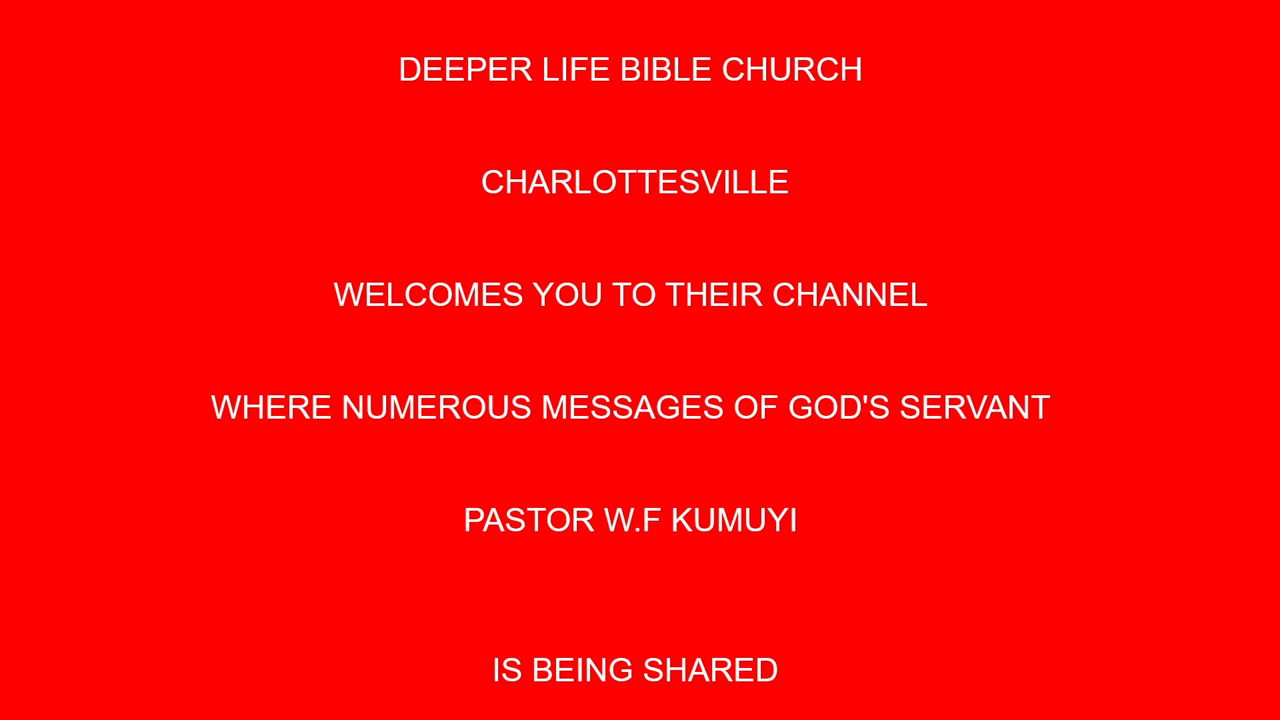 DEEPER LIFE BIBLE CHURCH
CHARLOTTESVILLE
WELCOMES YOU TO THEIR CHANNEL
WHERE NUMEROUS MESSAGES OF GOD'S SERVANT
PASTOR W.F KUMUYI
IS BEING SHARED